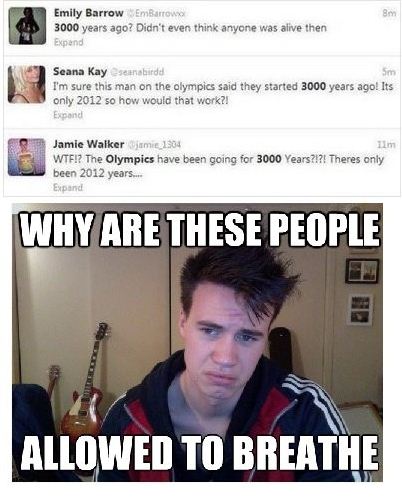 Emily Barrow @EmBarrowxx 8m
3000 years ago? Didn't even think anyone was alive then
Expand
Seana Kay @seanabirdd 5m
I'm sure this man on the olympics said they started 3000 years ago! Its
only 2012 so how would that work?!
Expand
Jamie Walker @jamie_1304 11m
WTF!? The Olympics have been going for 3000 Years?!?! Theres only
been 2012 years....
Expand
WHY ARE THESE PEOPLE
ALLOWED TO BREATHE